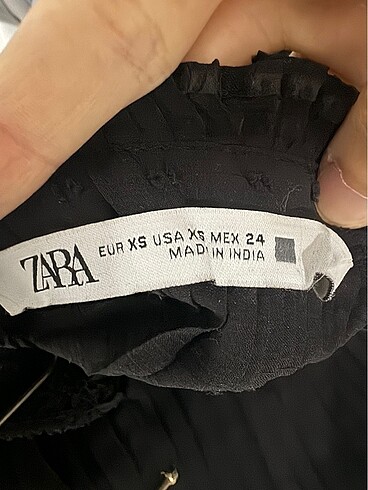 ZARA
EUR XS USA XS MEX 24
MADE IN INDIA